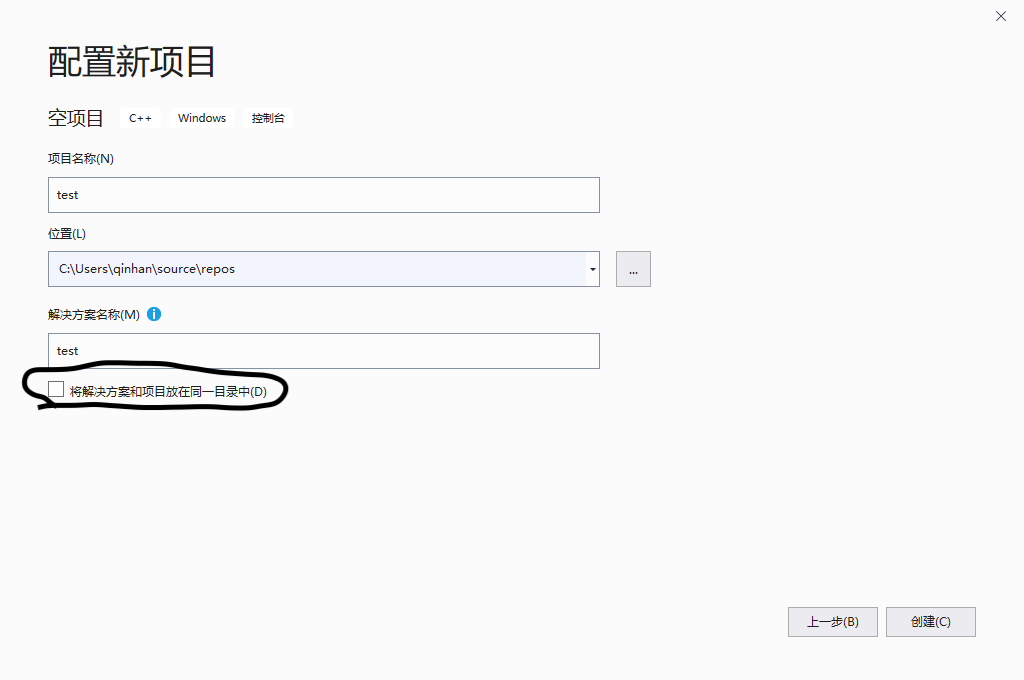 配置新项目
空项目 C++ Windows 控制台
项目名称(N)
test
位置(L)
C:\Users\qinhan\source\repos
...
解决方案名称(M)
test
将解决方案和项目放在同一目录中(D)
上一步(B) 创建(C)